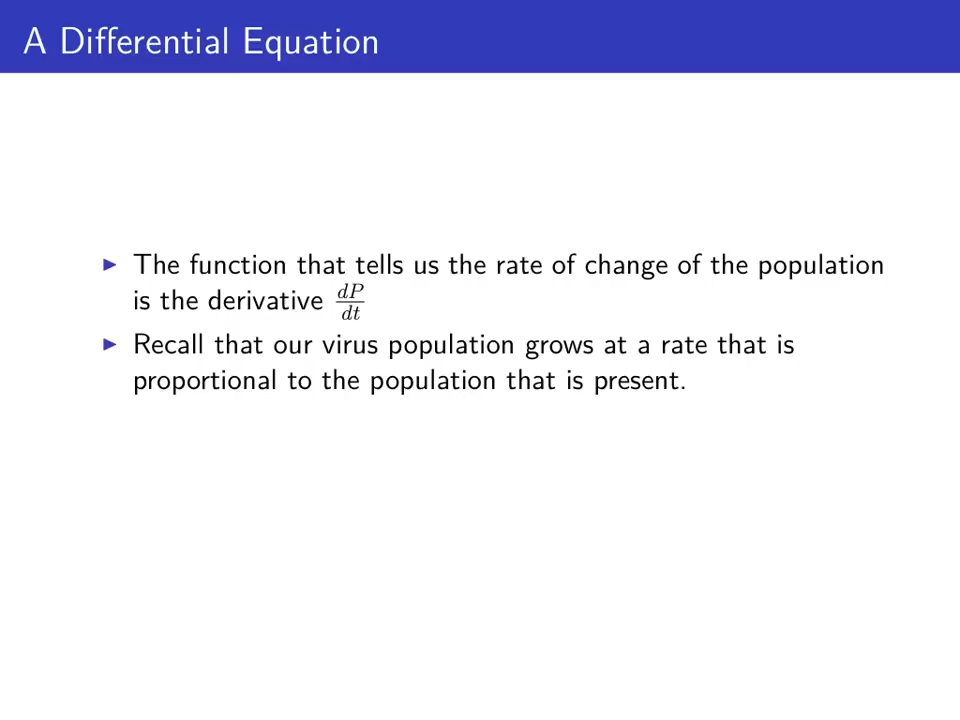 A Differential Equation
▶ The function that tells us the rate of change of the population
is the derivative $\frac{dP}{dt}$
▶ Recall that our virus population grows at a rate that is
proportional to the population that is present.